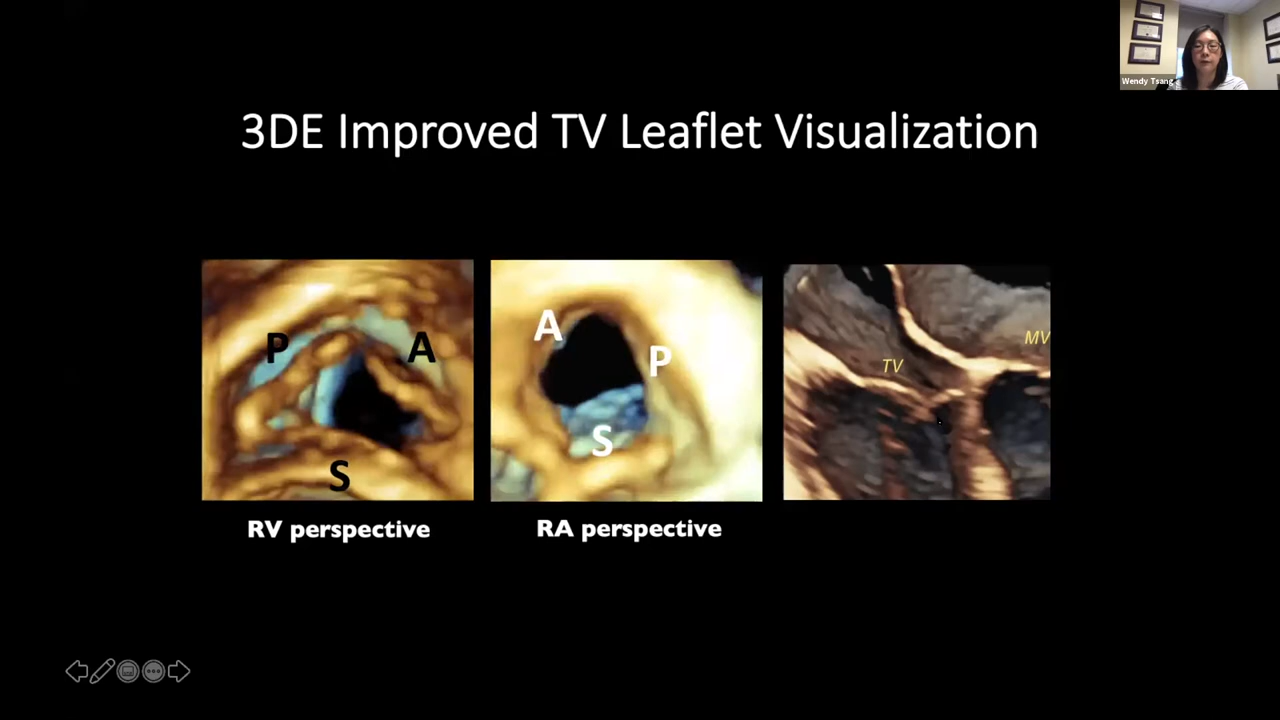 Wendy Tsang
3DE Improved TV Leaflet Visualization
P
A
S
A
P
S
TV
MV
RV perspective
RA perspective